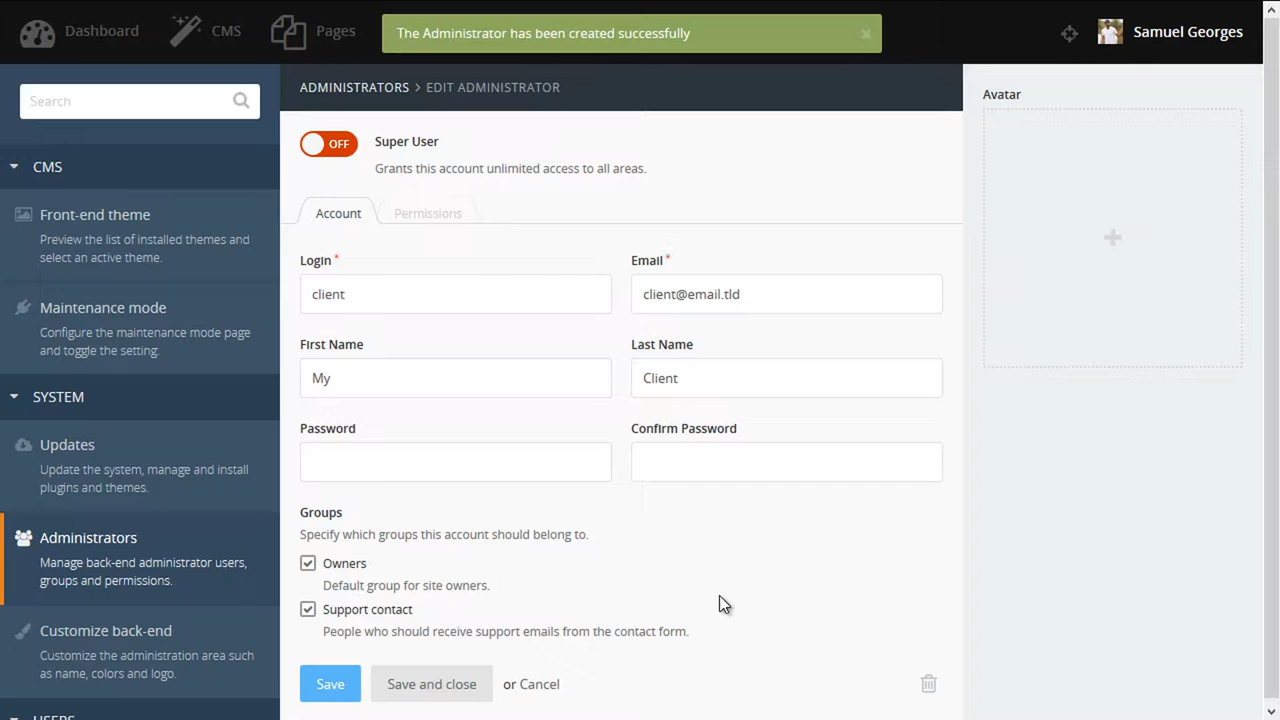 Dashboard
CMS
Pages
The Administrator has been created successfully
×
Samuel Georges
Search
CMS
Front-end theme
Preview the list of installed themes and
select an active theme.
Maintenance mode
Configure the maintenance mode page
and toggle the setting.
SYSTEM
Updates
Update the system, manage and install
plugins and themes.
Administrators
Manage back-end administrator users,
groups and permissions.
Customize back-end
Customize the administration area such
as name, colors and logo.
USERS
ADMINISTRATORS > EDIT ADMINISTRATOR
OFF
Super User
Grants this account unlimited access to all areas.
Account
Permissions
Login *
Email *
client
client@email.tld
First Name
Last Name
My
Client
Password
Confirm Password
Groups
Specify which groups this account should belong to.
Owners
Default group for site owners.
Support contact
People who should receive support emails from the contact form.
Save
Save and close
or Cancel
Avatar